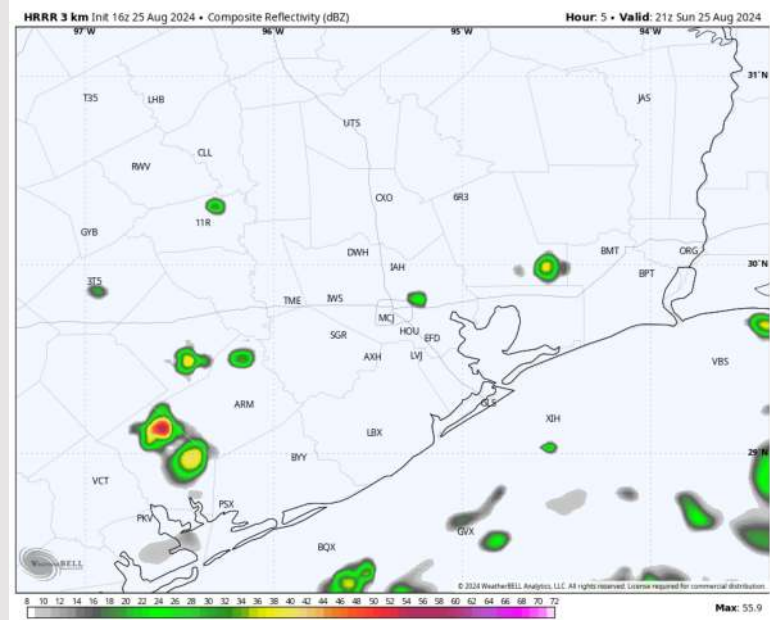 HRRR 3 km Init 16z 25 Aug 2024 • Composite Reflectivity (dBZ)
Hour: 5 • Valid: 21z Sun 25 Aug 2024
97°W 96°W 95°W 94°W
31°N
T35 LHB JAS
UTS
CLL
RWV
CXO 6R3
11R
GYB
DWH BMT ORG
IAH 30°N
BPT
3T5
TME IWS
MCJ
SGR HOU EFD
AXH LVJ VBS
ARM GLS
XIH
LBX
BYY 29°N
VCT
PSX
PKV
GVX
BQX
WeatherBELL
© 2024 WeatherBELL Analytics, LLC. All rights reserved. License required for commercial distribution.
8 10 12 14 16 18 20 22 24 26 28 30 32 34 36 38 40 42 44 46 48 50 52 54 56 58 60 62 64 66 68 70 72
Max: 55.9